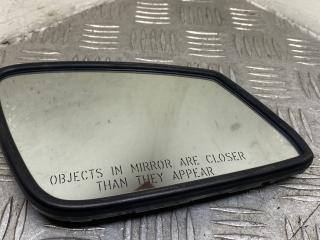 OBJECTS IN MIRROR ARE CLOSER
THAN THEY APPEAR